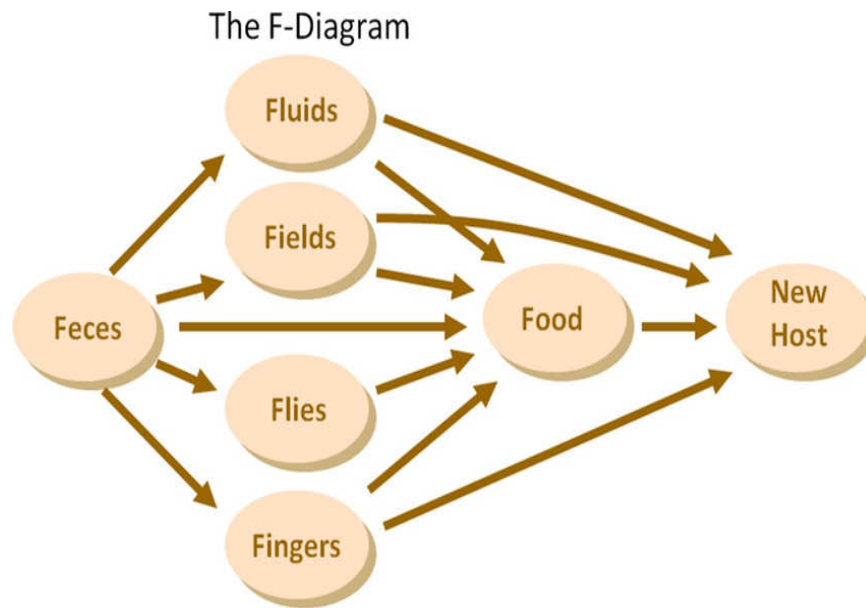 The F-Diagram
Fluids
Fields
Feces
Food
New
Host
Flies
Fingers